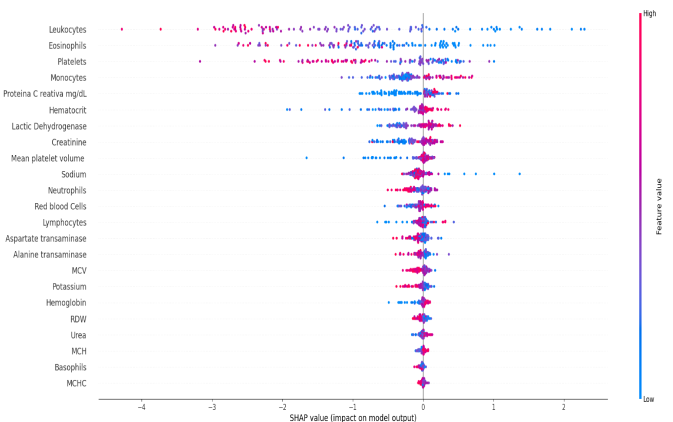 High
Leukocytes
Eosinophils
Platelets
Monocytes
Proteina C reativa mg/dL
Hematocrit
Lactic Dehydrogenase
Creatinine
Mean platelet volume
Sodium
Neutrophils
Red blood Cells
Lymphocytes
Aspartate transaminase
Alanine transaminase
MCV
Potassium
Hemoglobin
RDW
Urea
MCH
Basophils
MCHC
Feature value
Low
−4 −3 −2 −1 0 1 2
SHAP value (impact on model output)